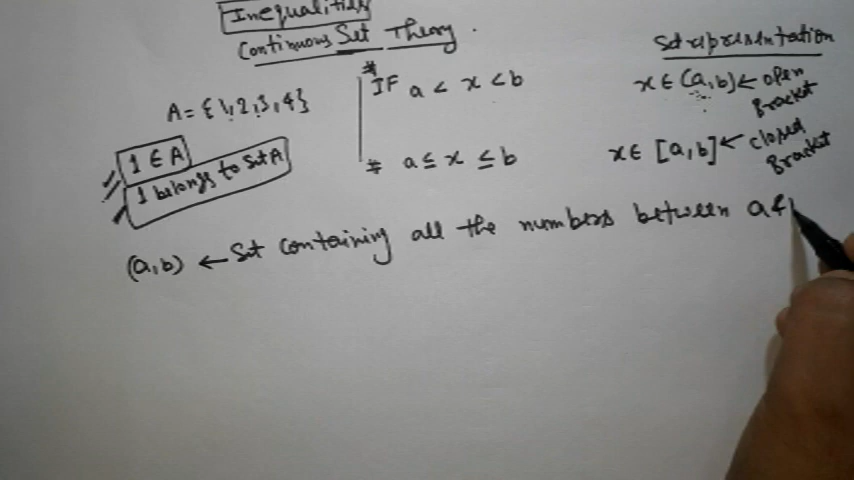 Inequalities
Continuous Set Theory.
A = {1,2,3,4}
1 ∈ A
1 belongs to Set A
* IF a < x < b
* a ≤ x ≤ b
Set representation
x ∈ (a,b) ← open
Bracket
x ∈ [a,b] ← closed
Bracket
(a,b) ← Set containing all the numbers between a &